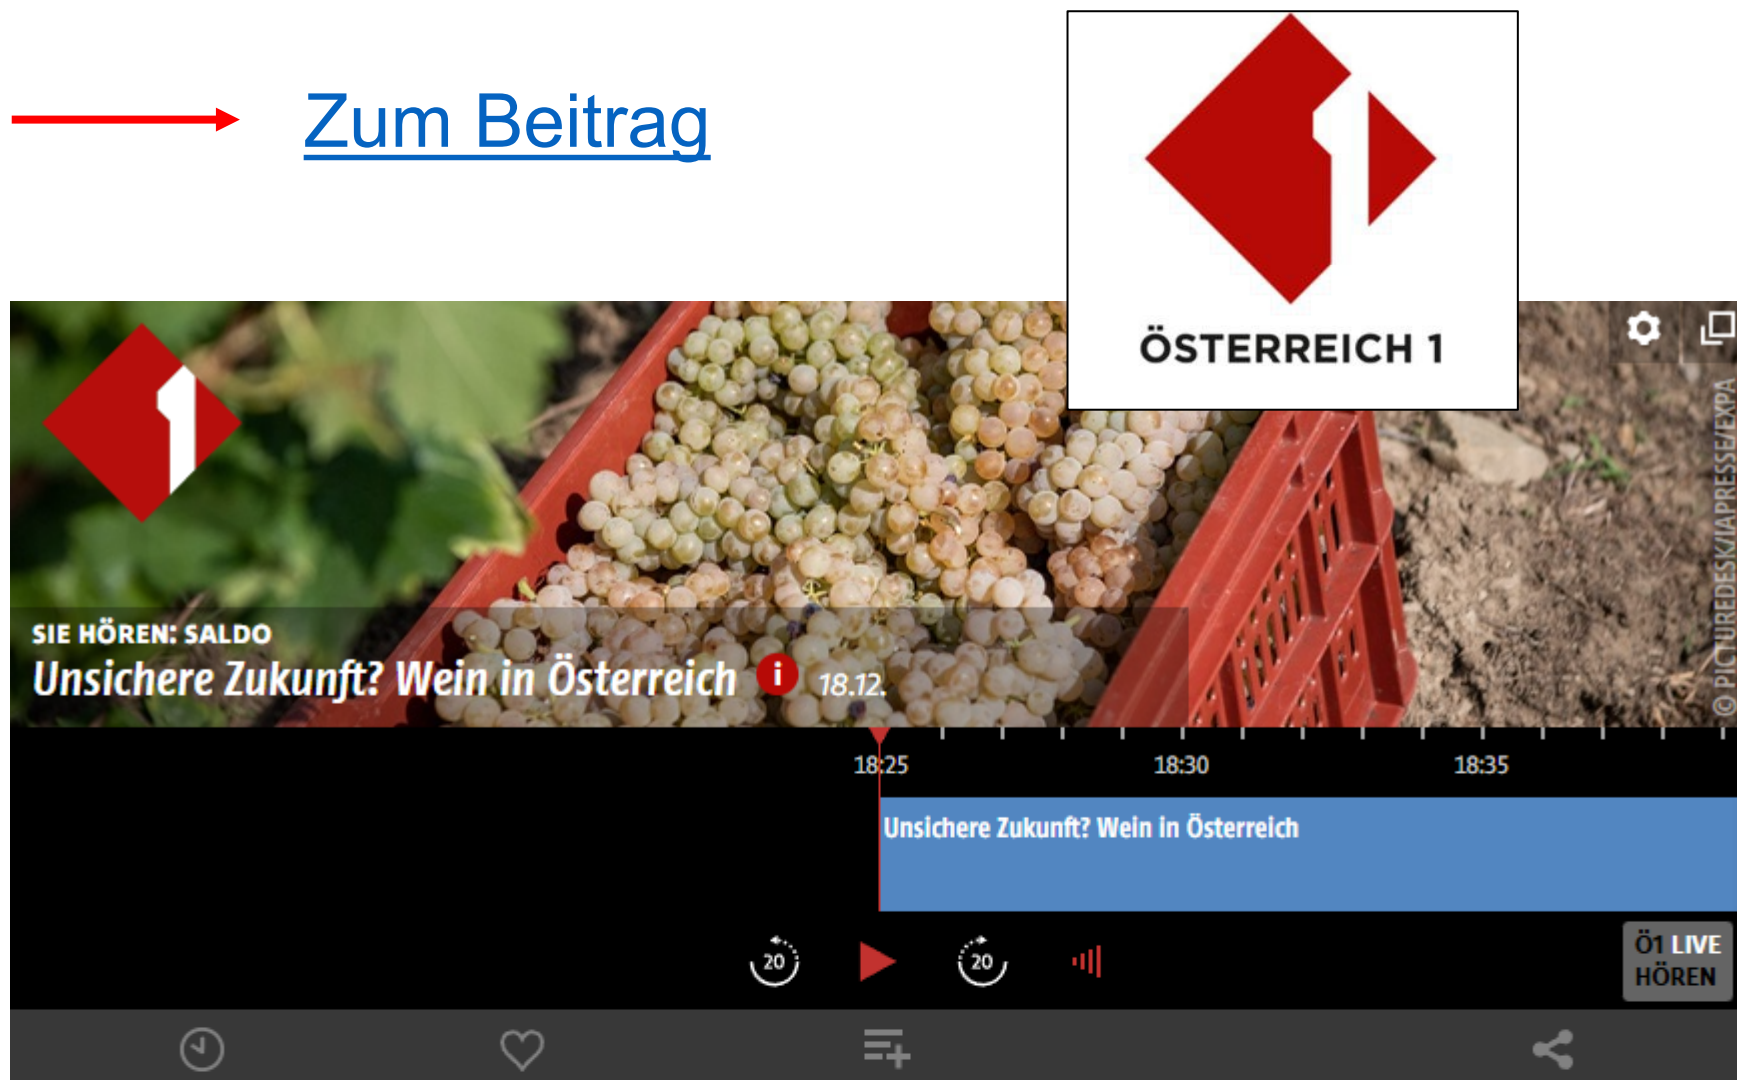 Zum Beitrag
ÖSTERREICH 1
© PICTUREDESK/IAPRESSE/EXPA
SIE HÖREN: SALDO
Unsichere Zukunft? Wein in Österreich i 18.12.
18:25 18:30 18:35
Unsichere Zukunft? Wein in Österreich
20 20
Ö1 LIVE
HÖREN